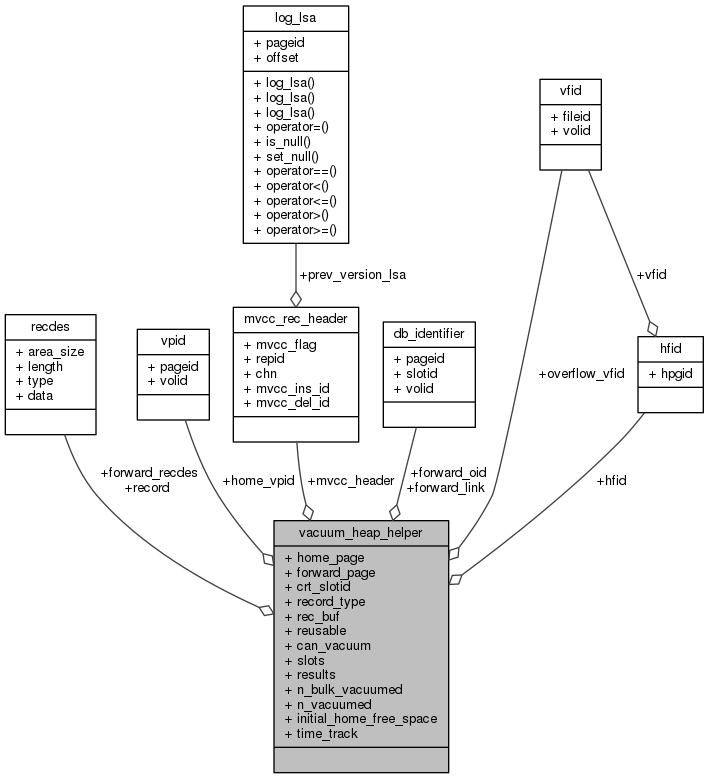 log_lsa
+ pageid
+ offset
+ log_lsa()
+ log_lsa()
+ log_lsa()
+ operator=()
+ is_null()
+ set_null()
+ operator==()
+ operator<()
+ operator<=()
+ operator>()
+ operator>=()
vfid
+ fileid
+ volid
+prev_version_lsa
+vfid
recdes
+ area_size
+ length
+ type
+ data
vpid
+ pageid
+ volid
mvcc_rec_header
+ mvcc_flag
+ repid
+ chn
+ mvcc_ins_id
+ mvcc_del_id
db_identifier
+ pageid
+ slotid
+ volid
hfid
+ hpgid
+overflow_vfid
+forward_recdes
+record
+home_vpid
+mvcc_header
+forward_oid
+forward_link
+hfid
vacuum_heap_helper
+ home_page
+ forward_page
+ crt_slotid
+ record_type
+ rec_buf
+ reusable
+ can_vacuum
+ slots
+ results
+ n_bulk_vacuumed
+ n_vacuumed
+ initial_home_free_space
+ time_track